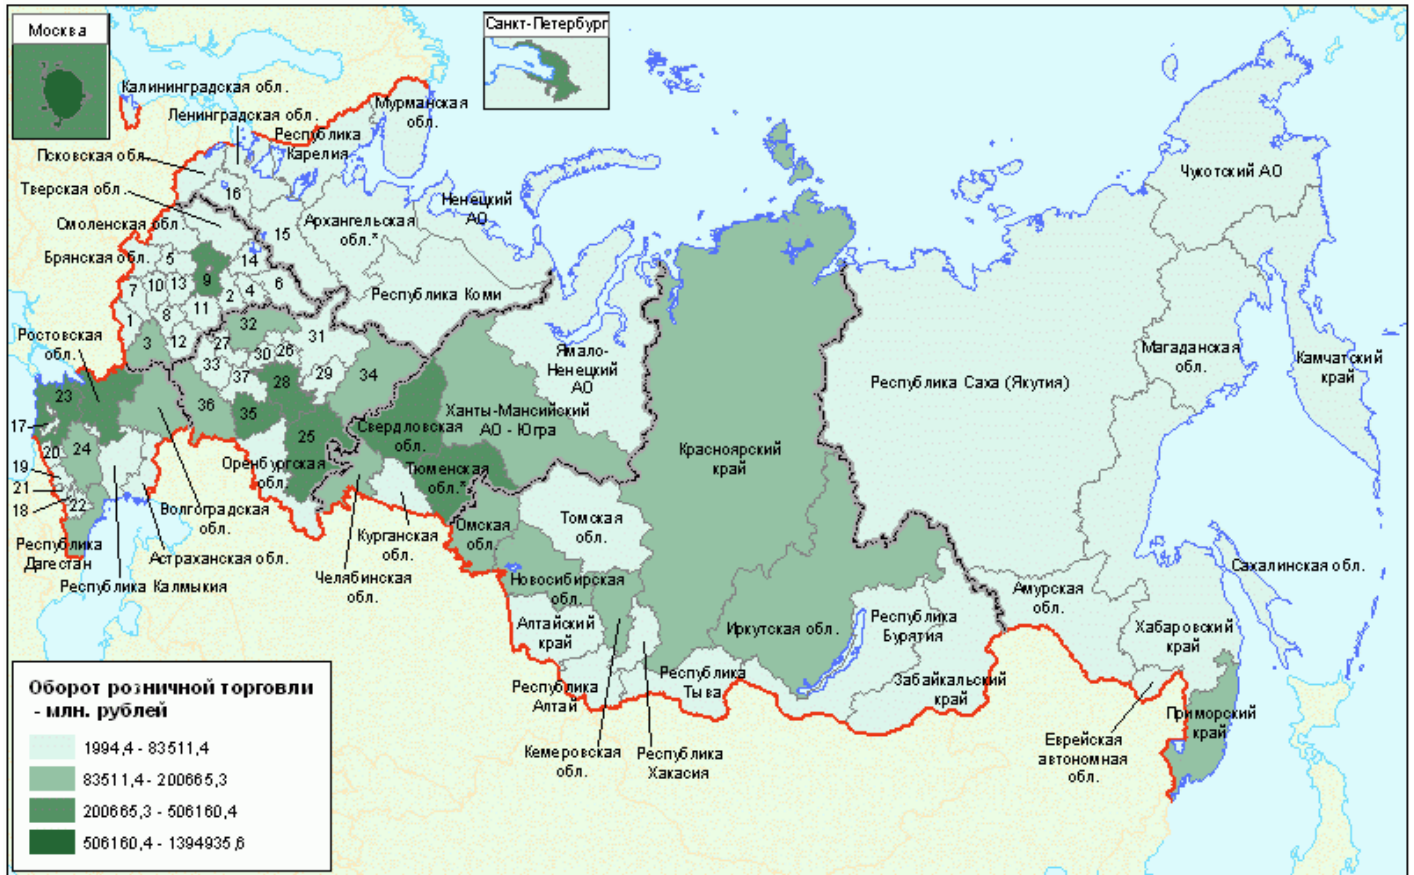 Москва
Санкт-Петербург
Калининградская обл.
Ленинградская обл.
Мурманская
обл.
Республика
Карелия
Псковская обл.
Тверская обл.
Смоленская обл.
Брянская обл.
Ненецкий
АО
Архангельская
обл.*
Чукотский АО
16
15
5
14
9
7
10
13
2
4
6
11
8
1
12
3
Республика Коми
Ростовская
обл.
32
31
27
30
26
33
29
37
28
34
36
35
25
23
17
24
20
19
21
18
22
Ямало-
Ненецкий
АО
Ханты-Мансийский
АО - Югра
Свердловская
обл.
Тюменская
обл.*
Оренбургская
обл.
Красноярский
край
Республика Саха (Якутия)
Магаданская
обл.
Камчатский
край
Волгоградская
обл.
Омская
обл.
Томская
обл.
Курганская
обл.
Республика
Дагестан
Астраханская обл.
Республика Калмыкия
Челябинская
обл.
Новосибирская
обл.
Алтайский
край
Иркутская обл.
Республика
Бурятия
Амурская
обл.
Сахалинская обл.
Хабаровский
край
Республика
Алтай
Республика
Тыва
Забайкальский
край
Кемеровская
обл.
Республика
Хакасия
Еврейская
автономная
обл.
Приморский
край
Оборот розничной торговли
- млн. рублей
1994,4 - 83511,4
83511,4 - 200665,3
200665,3 - 506160,4
506160,4 - 1394935,6